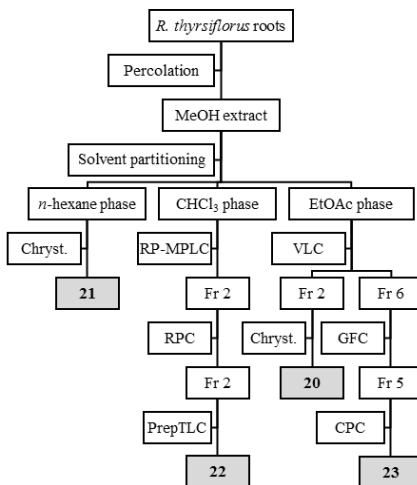 R. thyrsiflorus roots
Percolation
MeOH extract
Solvent partitioning
n-hexane phase
CHCl₃ phase
EtOAc phase
Chryst.
RP-MPLC
VLC
21
Fr 2
Fr 2
Fr 6
RPC
Chryst.
GFC
Fr 2
20
Fr 5
PrepTLC
CPC
22
23